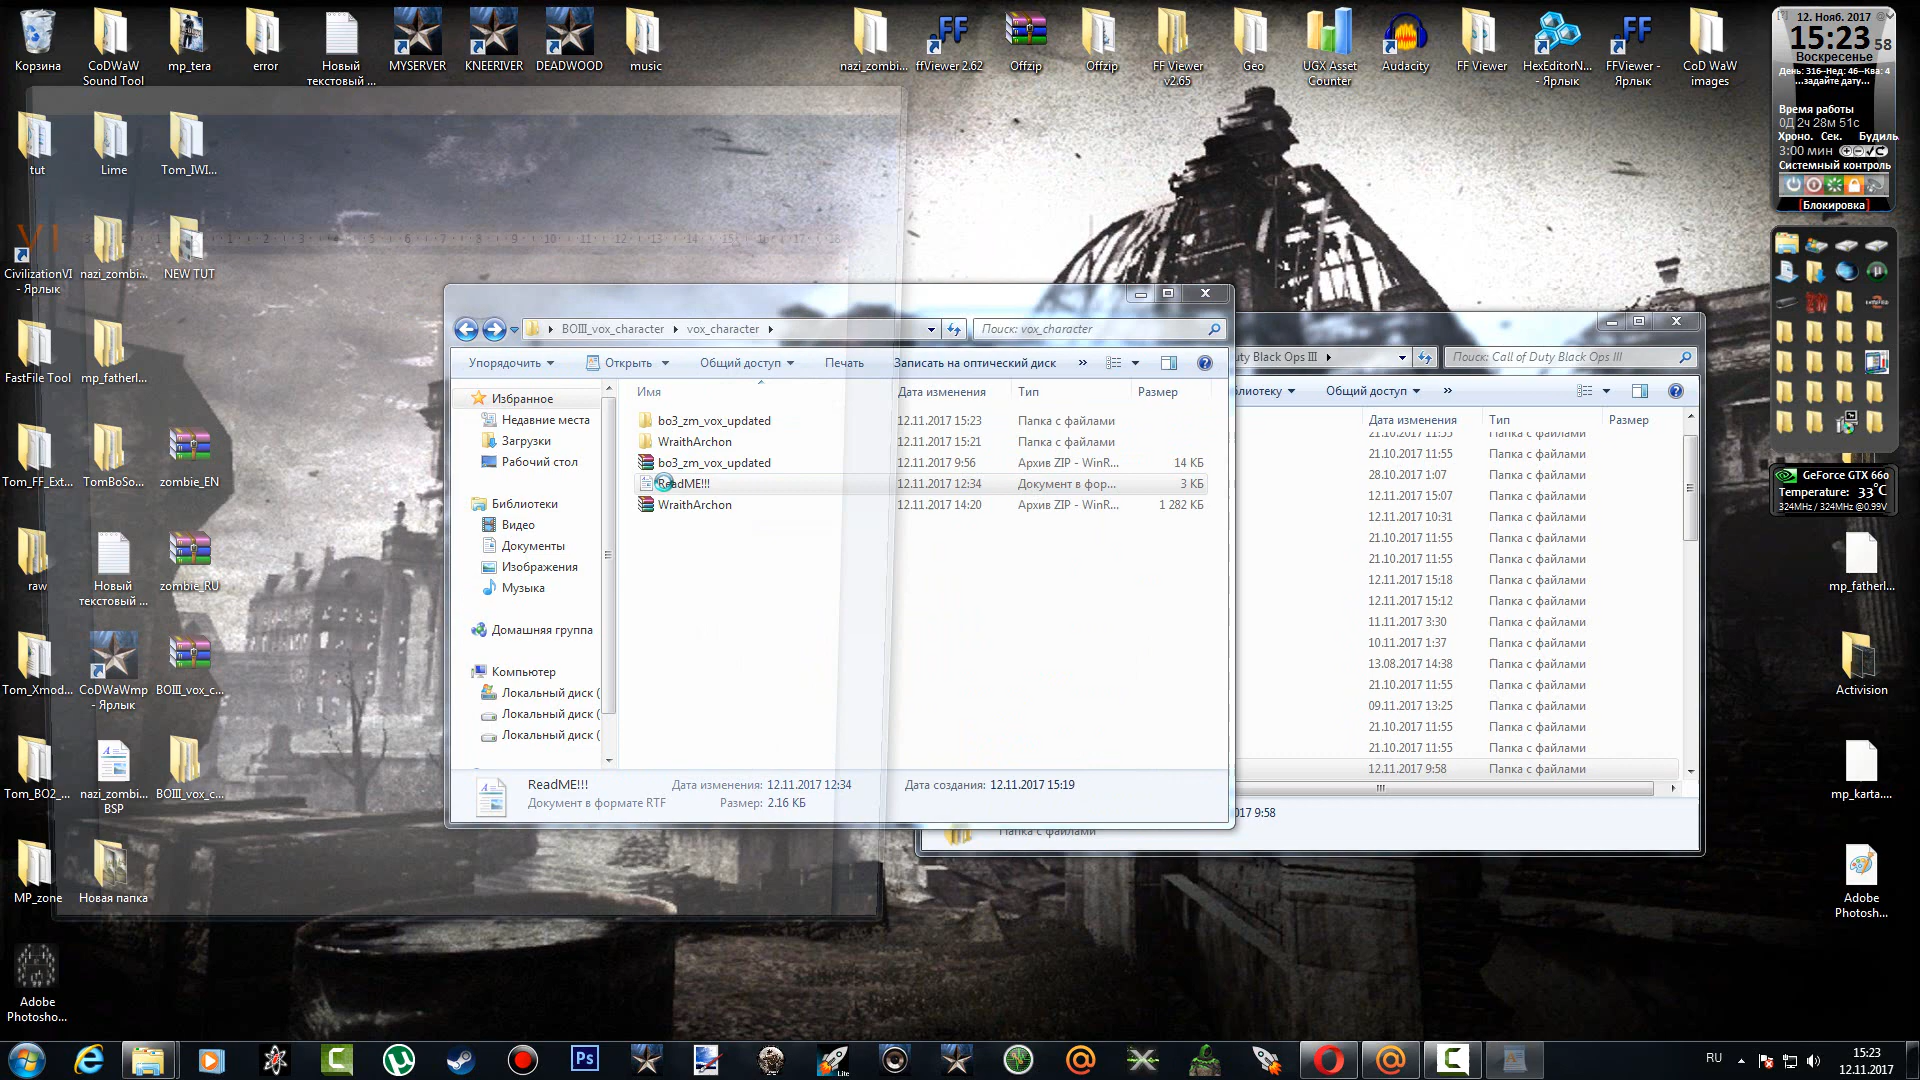 Корзина
CoDWaW Sound Tool
mp_tera
error
Новый текстовый ...
MYSERVER
KNEERIVER
DEADWOOD
music
nazi_zombi...
ffViewer 2.62
Offzip
Offzip
FF Viewer v2.65
Geo
UGX Asset Counter
Audacity
FF Viewer
HexEditorN... - Ярлык
FFViewer - Ярлык
CoD WaW images
12. Нояб. 2017
15:23 58
Воскресенье
День: 316–Нед: 46–Ква: 4
...задайте дату...
Время работы
0Д 2ч 28м 51с
Хроно. Сек. Будиль
3:00 мин
Системный контроль
[Блокировка]
GeForce GTX 660
Temperature: 33°C
324MHz / 324MHz @0.99V
tut
Lime
Tom_IWI...
CivilizationVI - Ярлык
nazi_zombi...
NEW TUT
FastFile Tool
mp_fatherl...
Tom_FF_Ext...
TomBoSo...
zombie_EN
raw
Новый текстовый ...
zombie_RU
Tom_Xmod...
CoDWaWmp - Ярлык
BOIII_vox_c...
Tom_BO2_...
nazi_zombi... BSP
BOIII_vox_c...
MP_zone
Новая папка
Adobe Photosho...
mp_fatherl...
Activision
mp_karta....
Adobe Photosh...
BOIII_vox_character
vox_character
Поиск: vox_character
Упорядочить
Открыть
Общий доступ
Печать
Записать на оптический диск
»
Избранное
Недавние места
Загрузки
Рабочий стол
Библиотеки
Видео
Документы
Изображения
Музыка
Домашняя группа
Компьютер
Локальный диск (
Локальный диск (
Локальный диск (
Имя Дата изменения Тип Размер
bo3_zm_vox_updated 12.11.2017 15:23 Папка с файлами
WraithArchon 12.11.2017 15:21 Папка с файлами
bo3_zm_vox_updated 12.11.2017 9:56 Архив ZIP - WinR... 14 КБ
ReadME!!! 12.11.2017 12:34 Документ в фор... 3 КБ
WraithArchon 12.11.2017 14:20 Архив ZIP - WinR... 1 282 КБ
ReadME!!! Дата изменения: 12.11.2017 12:34 Дата создания: 12.11.2017 15:19
Документ в формате RTF Размер: 2.16 КБ
uty Black Ops III
Поиск: Call of Duty Black Ops III
блиотеку
Общий доступ
»
Дата изменения Тип Размер
21.10.2017 11:55 Папка с файлами
21.10.2017 11:55 Папка с файлами
28.10.2017 1:07 Папка с файлами
12.11.2017 15:07 Папка с файлами
12.11.2017 10:31 Папка с файлами
21.10.2017 11:55 Папка с файлами
21.10.2017 11:55 Папка с файлами
12.11.2017 15:18 Папка с файлами
12.11.2017 15:12 Папка с файлами
11.11.2017 3:30 Папка с файлами
10.11.2017 1:37 Папка с файлами
13.08.2017 14:38 Папка с файлами
21.10.2017 11:55 Папка с файлами
09.11.2017 13:25 Папка с файлами
21.10.2017 11:55 Папка с файлами
21.10.2017 11:55 Папка с файлами
12.11.2017 9:58 Папка с файлами
017 9:58
Папка с файлами
RU
15:23
12.11.2017